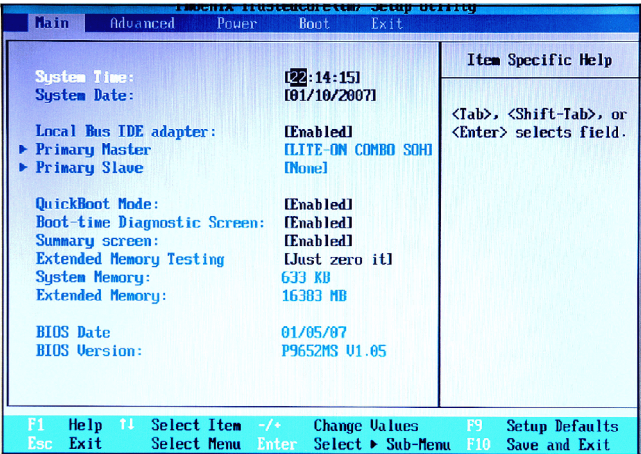 Phoenix TrustedCore(tm) Setup Utility
Main Advanced Power Boot Exit
Item Specific Help
System Time: [22:14:15]
System Date: [01/10/2007]
<Tab>, <Shift-Tab>, or
<Enter> selects field.
Local Bus IDE adapter: [Enabled]
▶ Primary Master [LITE-ON COMBO SOH]
▶ Primary Slave [None]
QuickBoot Mode: [Enabled]
Boot-time Diagnostic Screen: [Enabled]
Summary screen: [Enabled]
Extended Memory Testing [Just zero it]
System Memory: 633 KB
Extended Memory: 16383 MB
BIOS Date 01/05/07
BIOS Version: P9652MS V1.05
F1 Help ↑↓ Select Item -/+ Change Values F9 Setup Defaults
Esc Exit Select Menu Enter Select ▶ Sub-Menu F10 Save and Exit